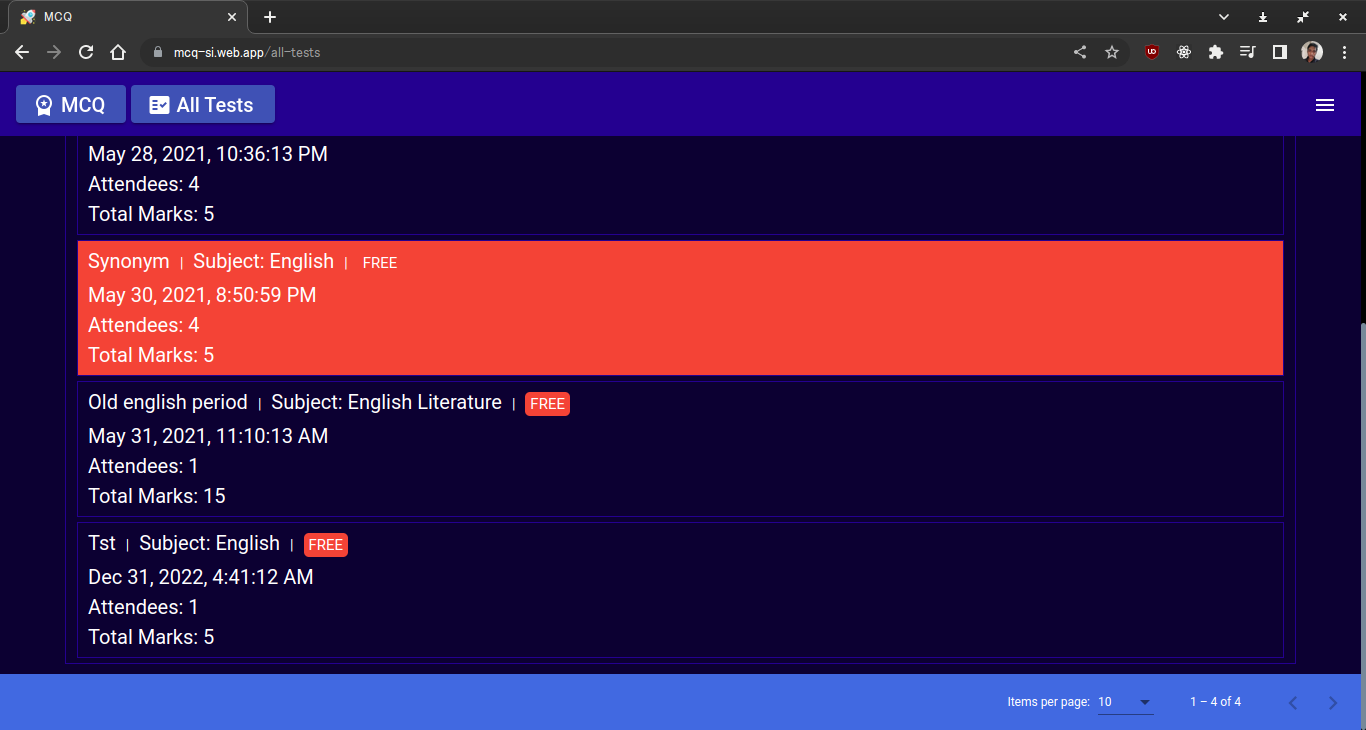 MCQ
mcq-si.web.app/all-tests
MCQ All Tests
May 28, 2021, 10:36:13 PM
Attendees: 4
Total Marks: 5
Synonym | Subject: English | FREE
May 30, 2021, 8:50:59 PM
Attendees: 4
Total Marks: 5
Old english period | Subject: English Literature | FREE
May 31, 2021, 11:10:13 AM
Attendees: 1
Total Marks: 15
Tst | Subject: English | FREE
Dec 31, 2022, 4:41:12 AM
Attendees: 1
Total Marks: 5
Items per page: 10 1 – 4 of 4